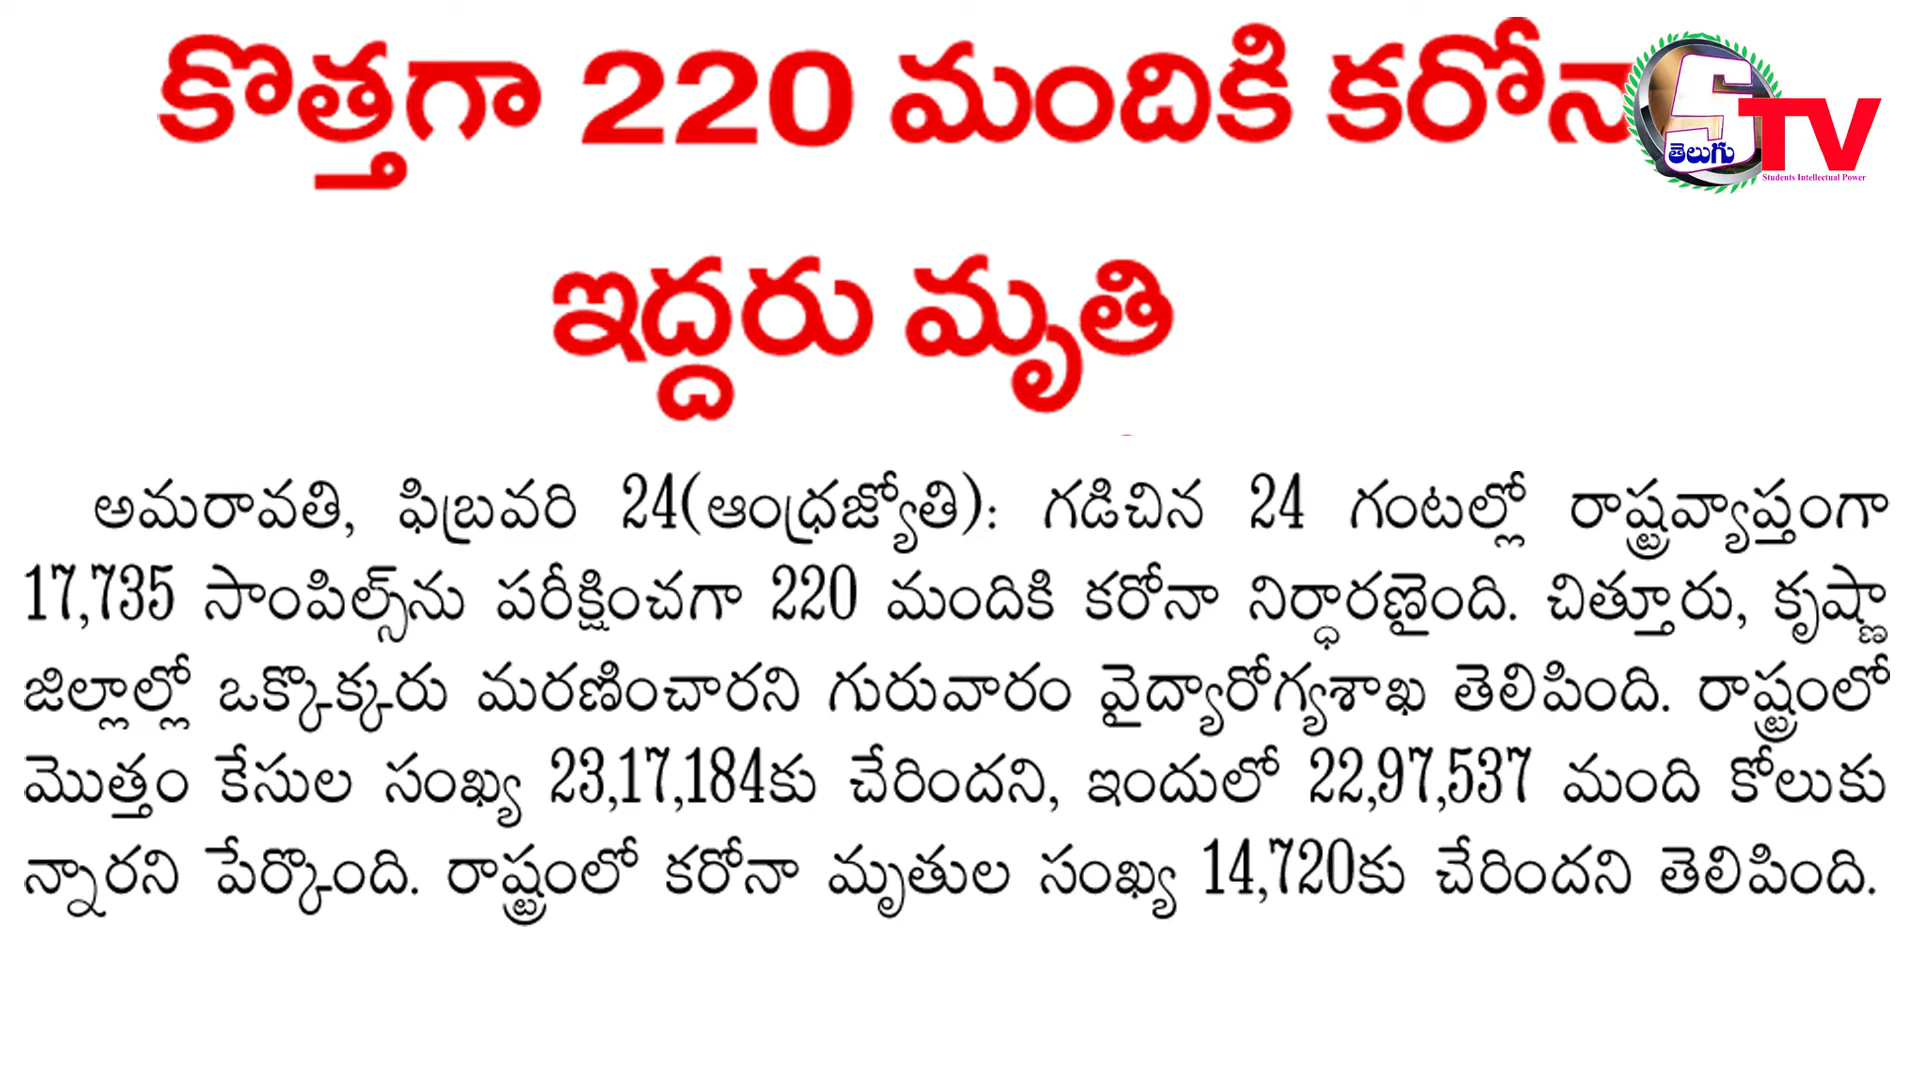 కొత్తగా 220 మందికి కరోనా
S TV
తెలుగు
Students Intellectual Power
ఇద్దరు మృతి
అమరావతి, ఫిబ్రవరి 24(ఆంధ్రజ్యోతి): గడిచిన 24 గంటల్లో రాష్ట్రవ్యాప్తంగా
17,735 సాంపిల్స్‌ను పరీక్షించగా 220 మందికి కరోనా నిర్ధారణైంది. చిత్తూరు, కృష్ణా
జిల్లాల్లో ఒక్కొక్కరు మరణించారని గురువారం వైద్యారోగ్యశాఖ తెలిపింది. రాష్ట్రంలో
మొత్తం కేసుల సంఖ్య 23,17,184కు చేరిందని, ఇందులో 22,97,537 మంది కోలుకు
న్నారని పేర్కొంది. రాష్ట్రంలో కరోనా మృతుల సంఖ్య 14,720కు చేరిందని తెలిపింది.